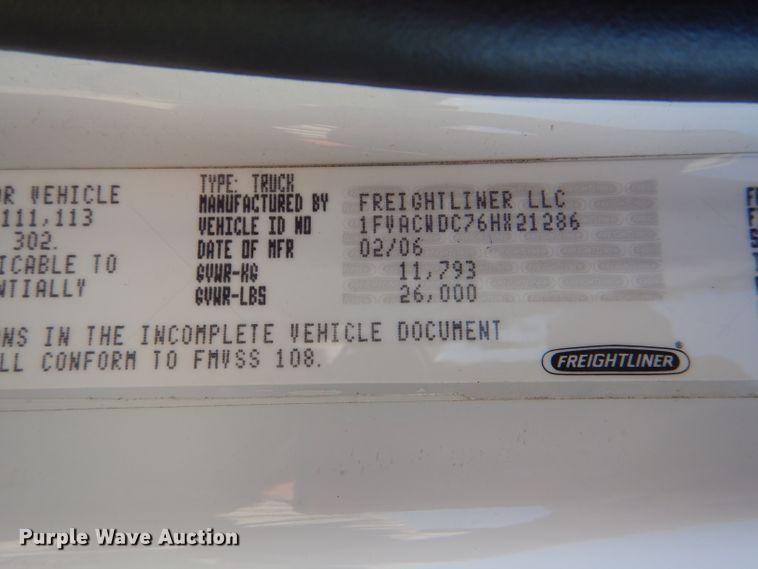 OR VEHICLE
111,113
302.
ICABLE TO
NTIALLY
TYPE: TRUCK
MANUFACTURED BY FREIGHTLINER LLC
VEHICLE ID NO 1FVACWDC76HW21286
DATE OF MFR 02/06
GVWR-KG 11,793
GVWR-LBS 26,000
ONS IN THE INCOMPLETE VEHICLE DOCUMENT
LL CONFORM TO FMVSS 108.
FREIGHTLINER®
Purple Wave Auction